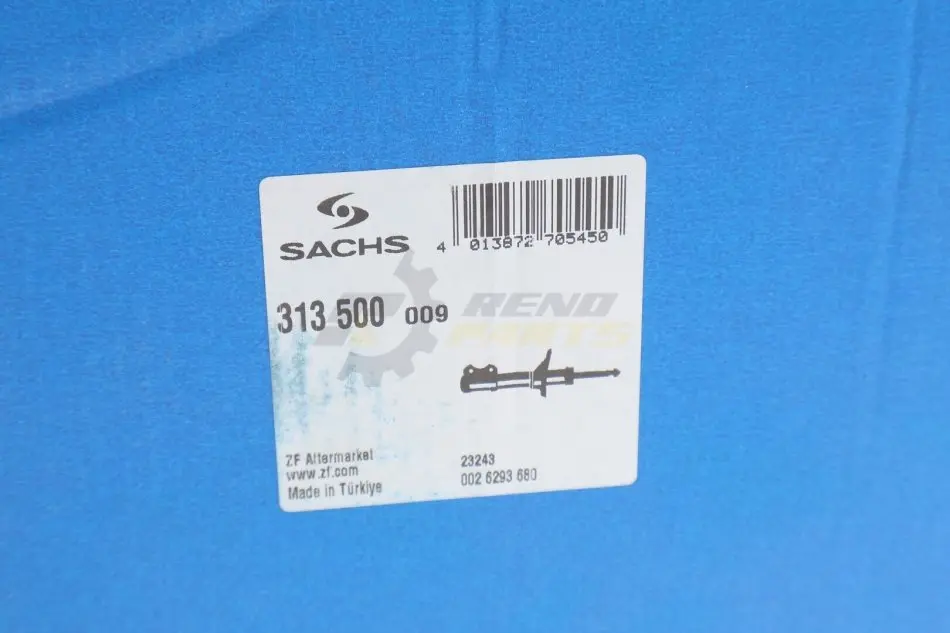 SACHS
4 013872 705450
313 500 009
RENO
PARTS
ZF Aftermarket
www.zf.com
Made in Türkiye
23243
002 6293 680